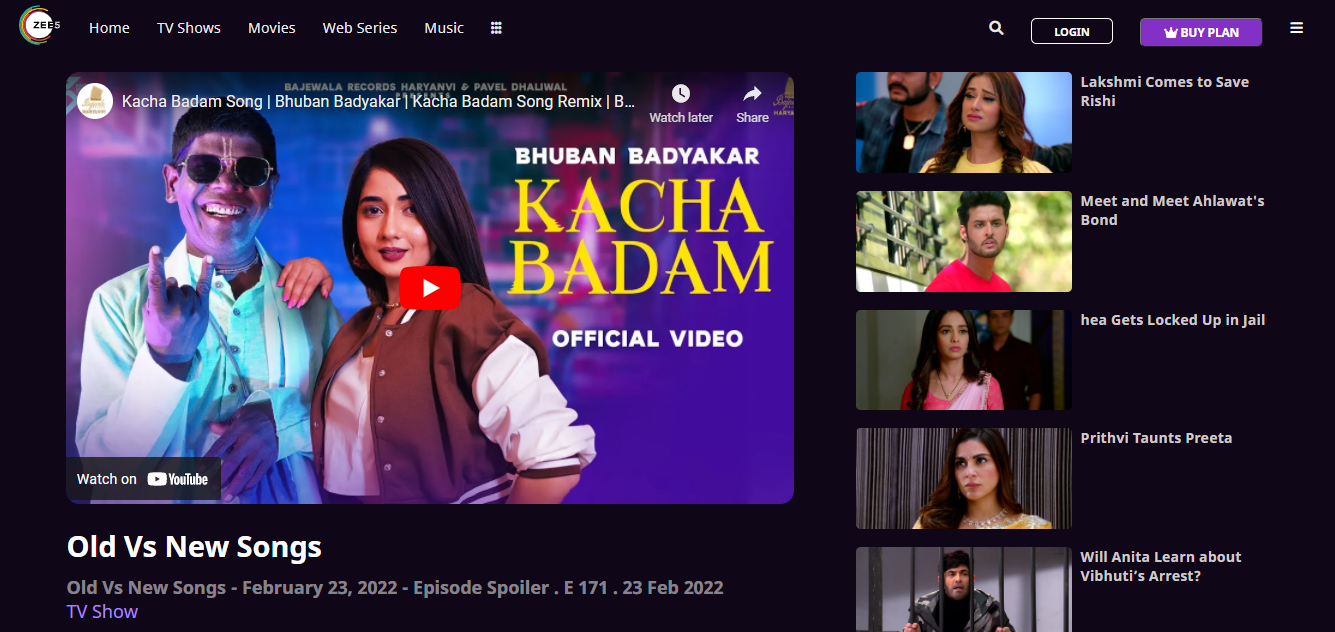 ZEE5
Home
TV Shows
Movies
Web Series
Music
LOGIN
BUY PLAN
BAJEWALA RECORDS HARYANVI & PAVEL DHALIWAL
Kacha Badam Song | Bhuban Badyakar | Kacha Badam Song Remix | B...
Watch later
Share
BHUBAN BADYAKAR
KACHA
BADAM
OFFICIAL VIDEO
Watch on YouTube
Old Vs New Songs
Old Vs New Songs - February 23, 2022 - Episode Spoiler . E 171 . 23 Feb 2022
TV Show
Lakshmi Comes to Save
Rishi
Meet and Meet Ahlawat's
Bond
hea Gets Locked Up in Jail
Prithvi Taunts Preeta
Will Anita Learn about
Vibhuti’s Arrest?